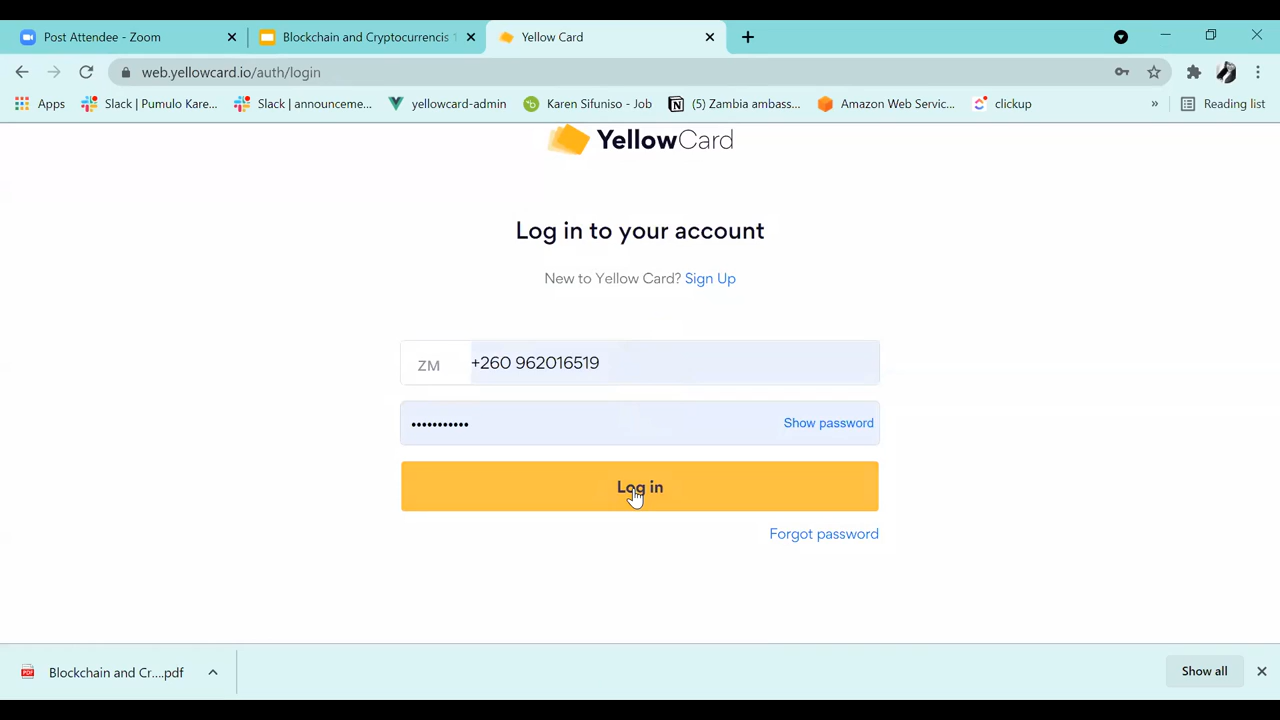 Post Attendee - Zoom
Blockchain and Cryptocurrencis 1
Yellow Card
web.yellowcard.io/auth/login
Apps
Slack | Pumulo Kare...
Slack | announceme...
yellowcard-admin
Karen Sifuniso - Job
(5) Zambia ambass...
Amazon Web Servic...
clickup
»
Reading list
YellowCard
Log in to your account
New to Yellow Card? Sign Up
ZM +260 962016519
••••••••••• Show password
Log in
Forgot password
PDF Blockchain and Cr....pdf
Show all